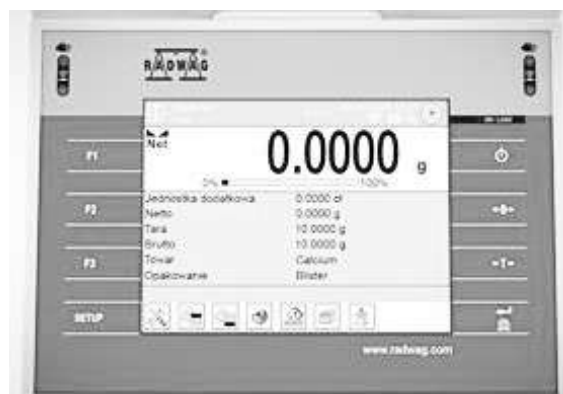 RADWAG
Net
0.0000 g
0% 100%
F1
Jednostka dodatkowa 0.0000 ct
F2
Netto 0.0000 g
Tara 10.0000 g
Brutto 10.0000 g
F3
Towar Calcium
-T-
Opakowanie Blister
SETUP
www.radwag.com